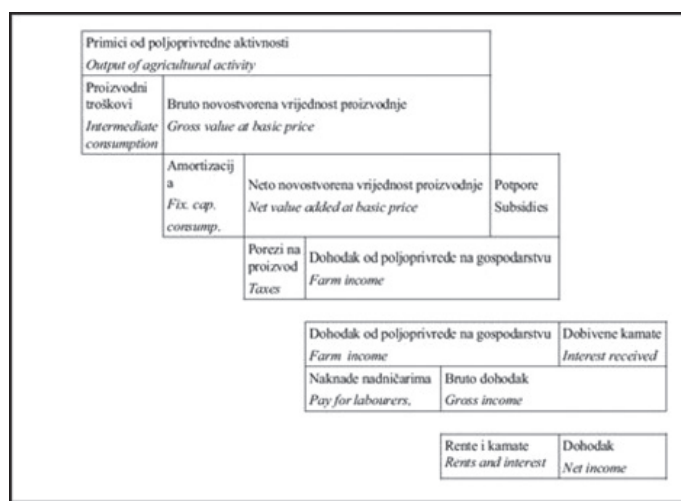 Primici od poljoprivredne aktivnosti
Output of agricultural activity
Proizvodni
troškovi
Intermediate
consumption
Bruto novostvorena vrijednost proizvodnje
Gross value at basic price
Amortizacij
a
Fix. cap.
consump.
Neto novostvorena vrijednost proizvodnje
Net value added at basic price
Potpore
Subsidies
Porezi na
proizvod
Taxes
Dohodak od poljoprivrede na gospodarstvu
Farm income
Dohodak od poljoprivrede na gospodarstvu
Farm income
Dobivene kamate
Interest received
Naknade nadničarima
Pay for labourers,
Bruto dohodak
Gross income
Rente i kamate
Rents and interest
Dohodak
Net income